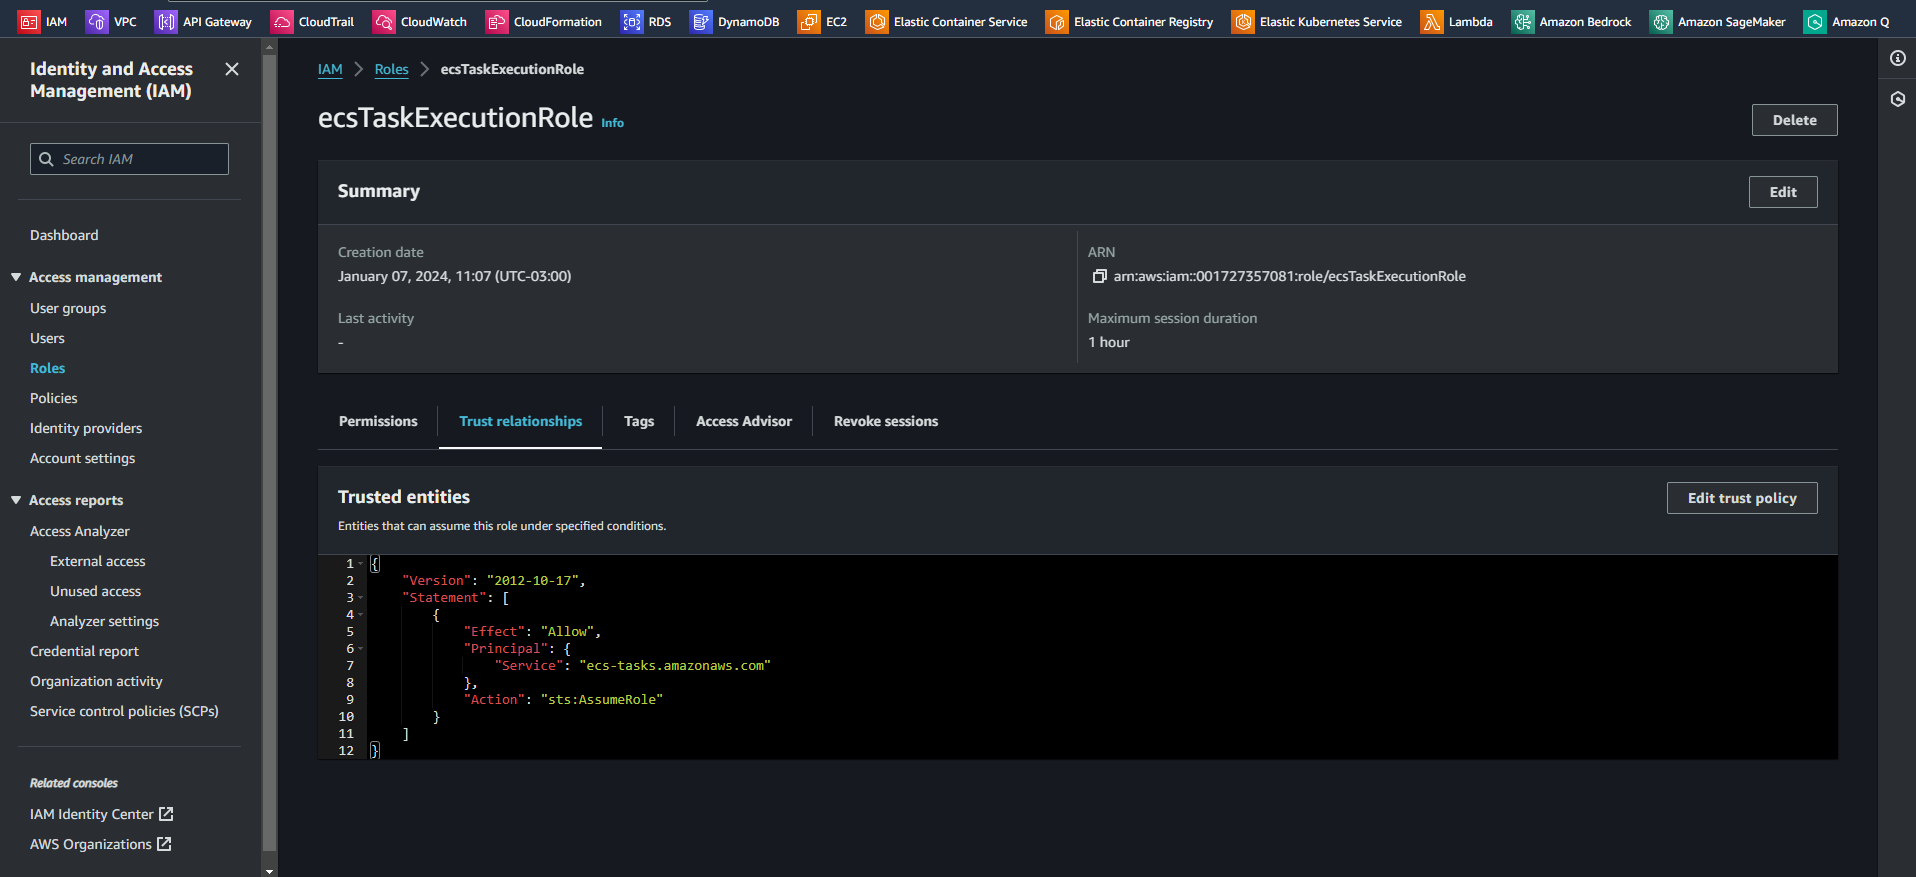 IAM VPC API Gateway CloudTrail CloudWatch CloudFormation RDS DynamoDB EC2 Elastic Container Service Elastic Container Registry Elastic Kubernetes Service Lambda Amazon Bedrock Amazon SageMaker Amazon Q
Identity and Access
Management (IAM)
Search IAM
Dashboard
Access management
User groups
Users
Roles
Policies
Identity providers
Account settings
Access reports
Access Analyzer
External access
Unused access
Analyzer settings
Credential report
Organization activity
Service control policies (SCPs)
Related consoles
IAM Identity Center
AWS Organizations
IAM > Roles > ecsTaskExecutionRole
ecsTaskExecutionRole Info
Delete
Summary
Edit
Creation date
January 07, 2024, 11:07 (UTC-03:00)
ARN
arn:aws:iam::001727357081:role/ecsTaskExecutionRole
Last activity
-
Maximum session duration
1 hour
Permissions Trust relationships Tags Access Advisor Revoke sessions
Trusted entities
Entities that can assume this role under specified conditions.
Edit trust policy
1 {
2 "Version": "2012-10-17",
3 "Statement": [
4 {
5 "Effect": "Allow",
6 "Principal": {
7 "Service": "ecs-tasks.amazonaws.com"
8 },
9 "Action": "sts:AssumeRole"
10 }
11 ]
12 }